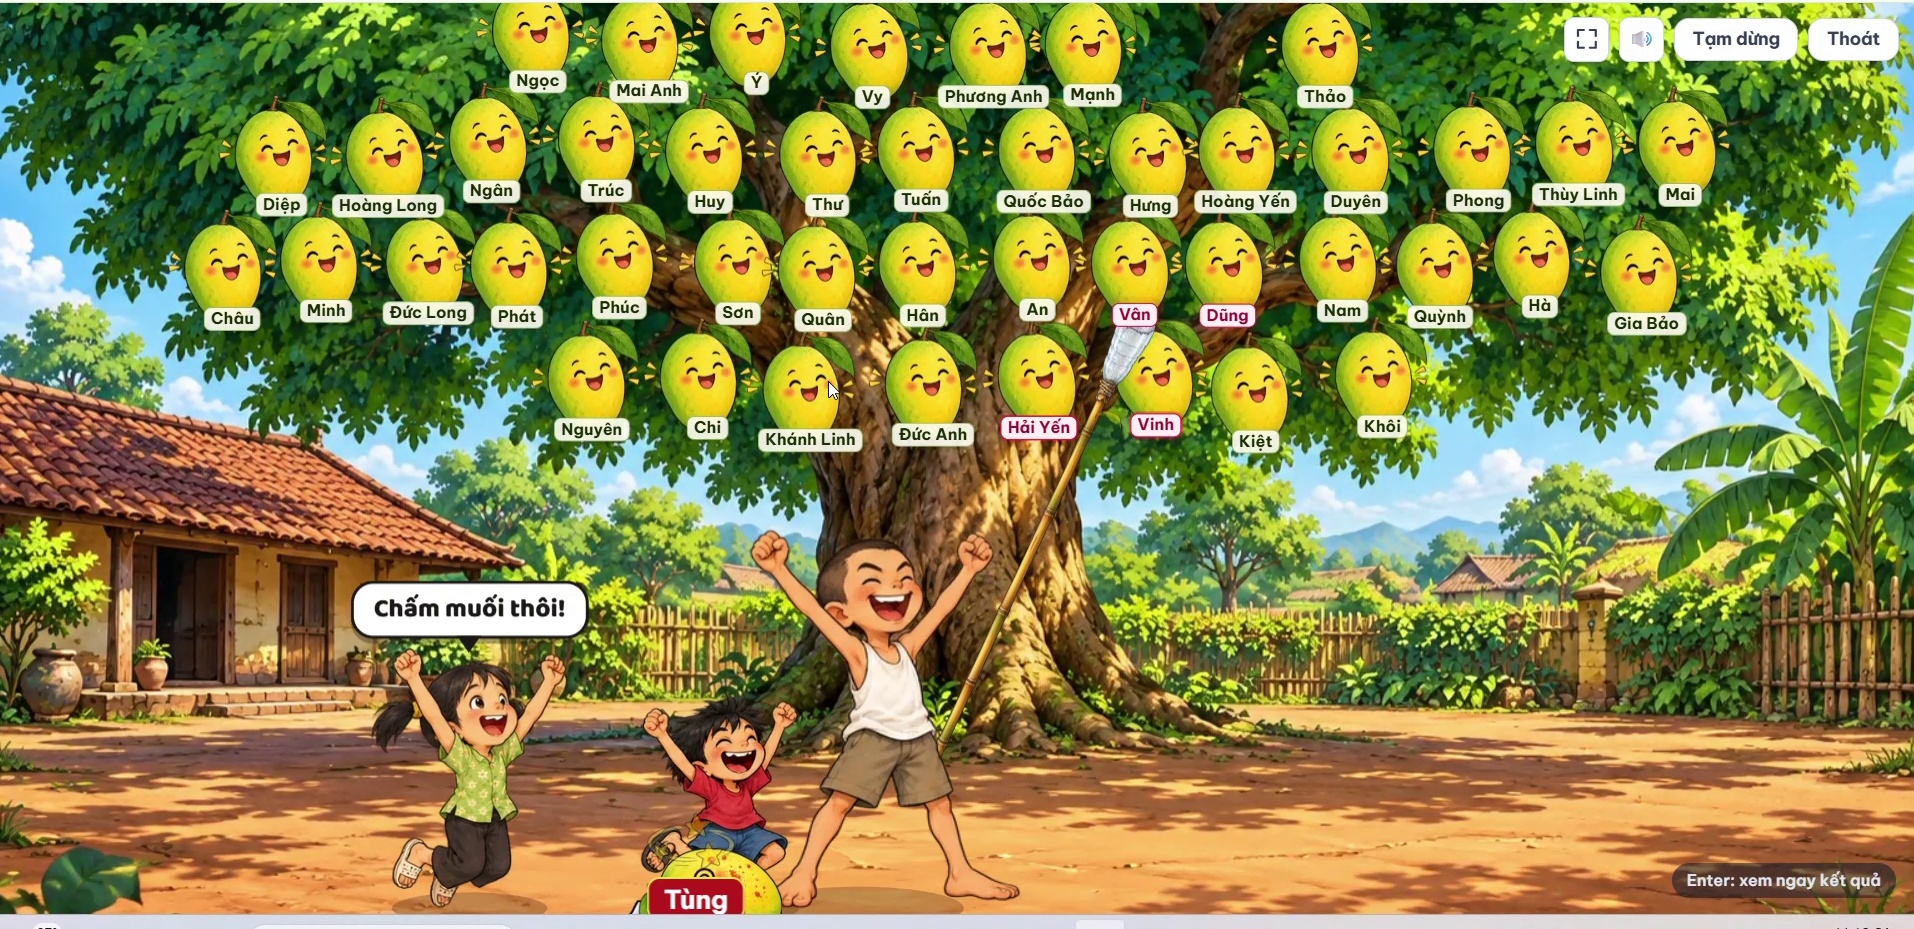 Tạm dừng
Thoát
Ngọc
Mai Anh
Ý
Vy
Phương Anh
Mạnh
Thảo
Diệp
Hoàng Long
Ngân
Trúc
Huy
Thư
Tuấn
Quốc Bảo
Hưng
Hoàng Yến
Duyên
Phong
Thùy Linh
Mai
Châu
Minh
Đức Long
Phát
Phúc
Sơn
Quân
Hân
An
Vân
Dũng
Nam
Quỳnh
Hà
Gia Bảo
Nguyên
Chi
Khánh Linh
Đức Anh
Hải Yến
Vinh
Kiệt
Khôi
Chấm muối thôi!
Enter: xem ngay kết quả
Tùng